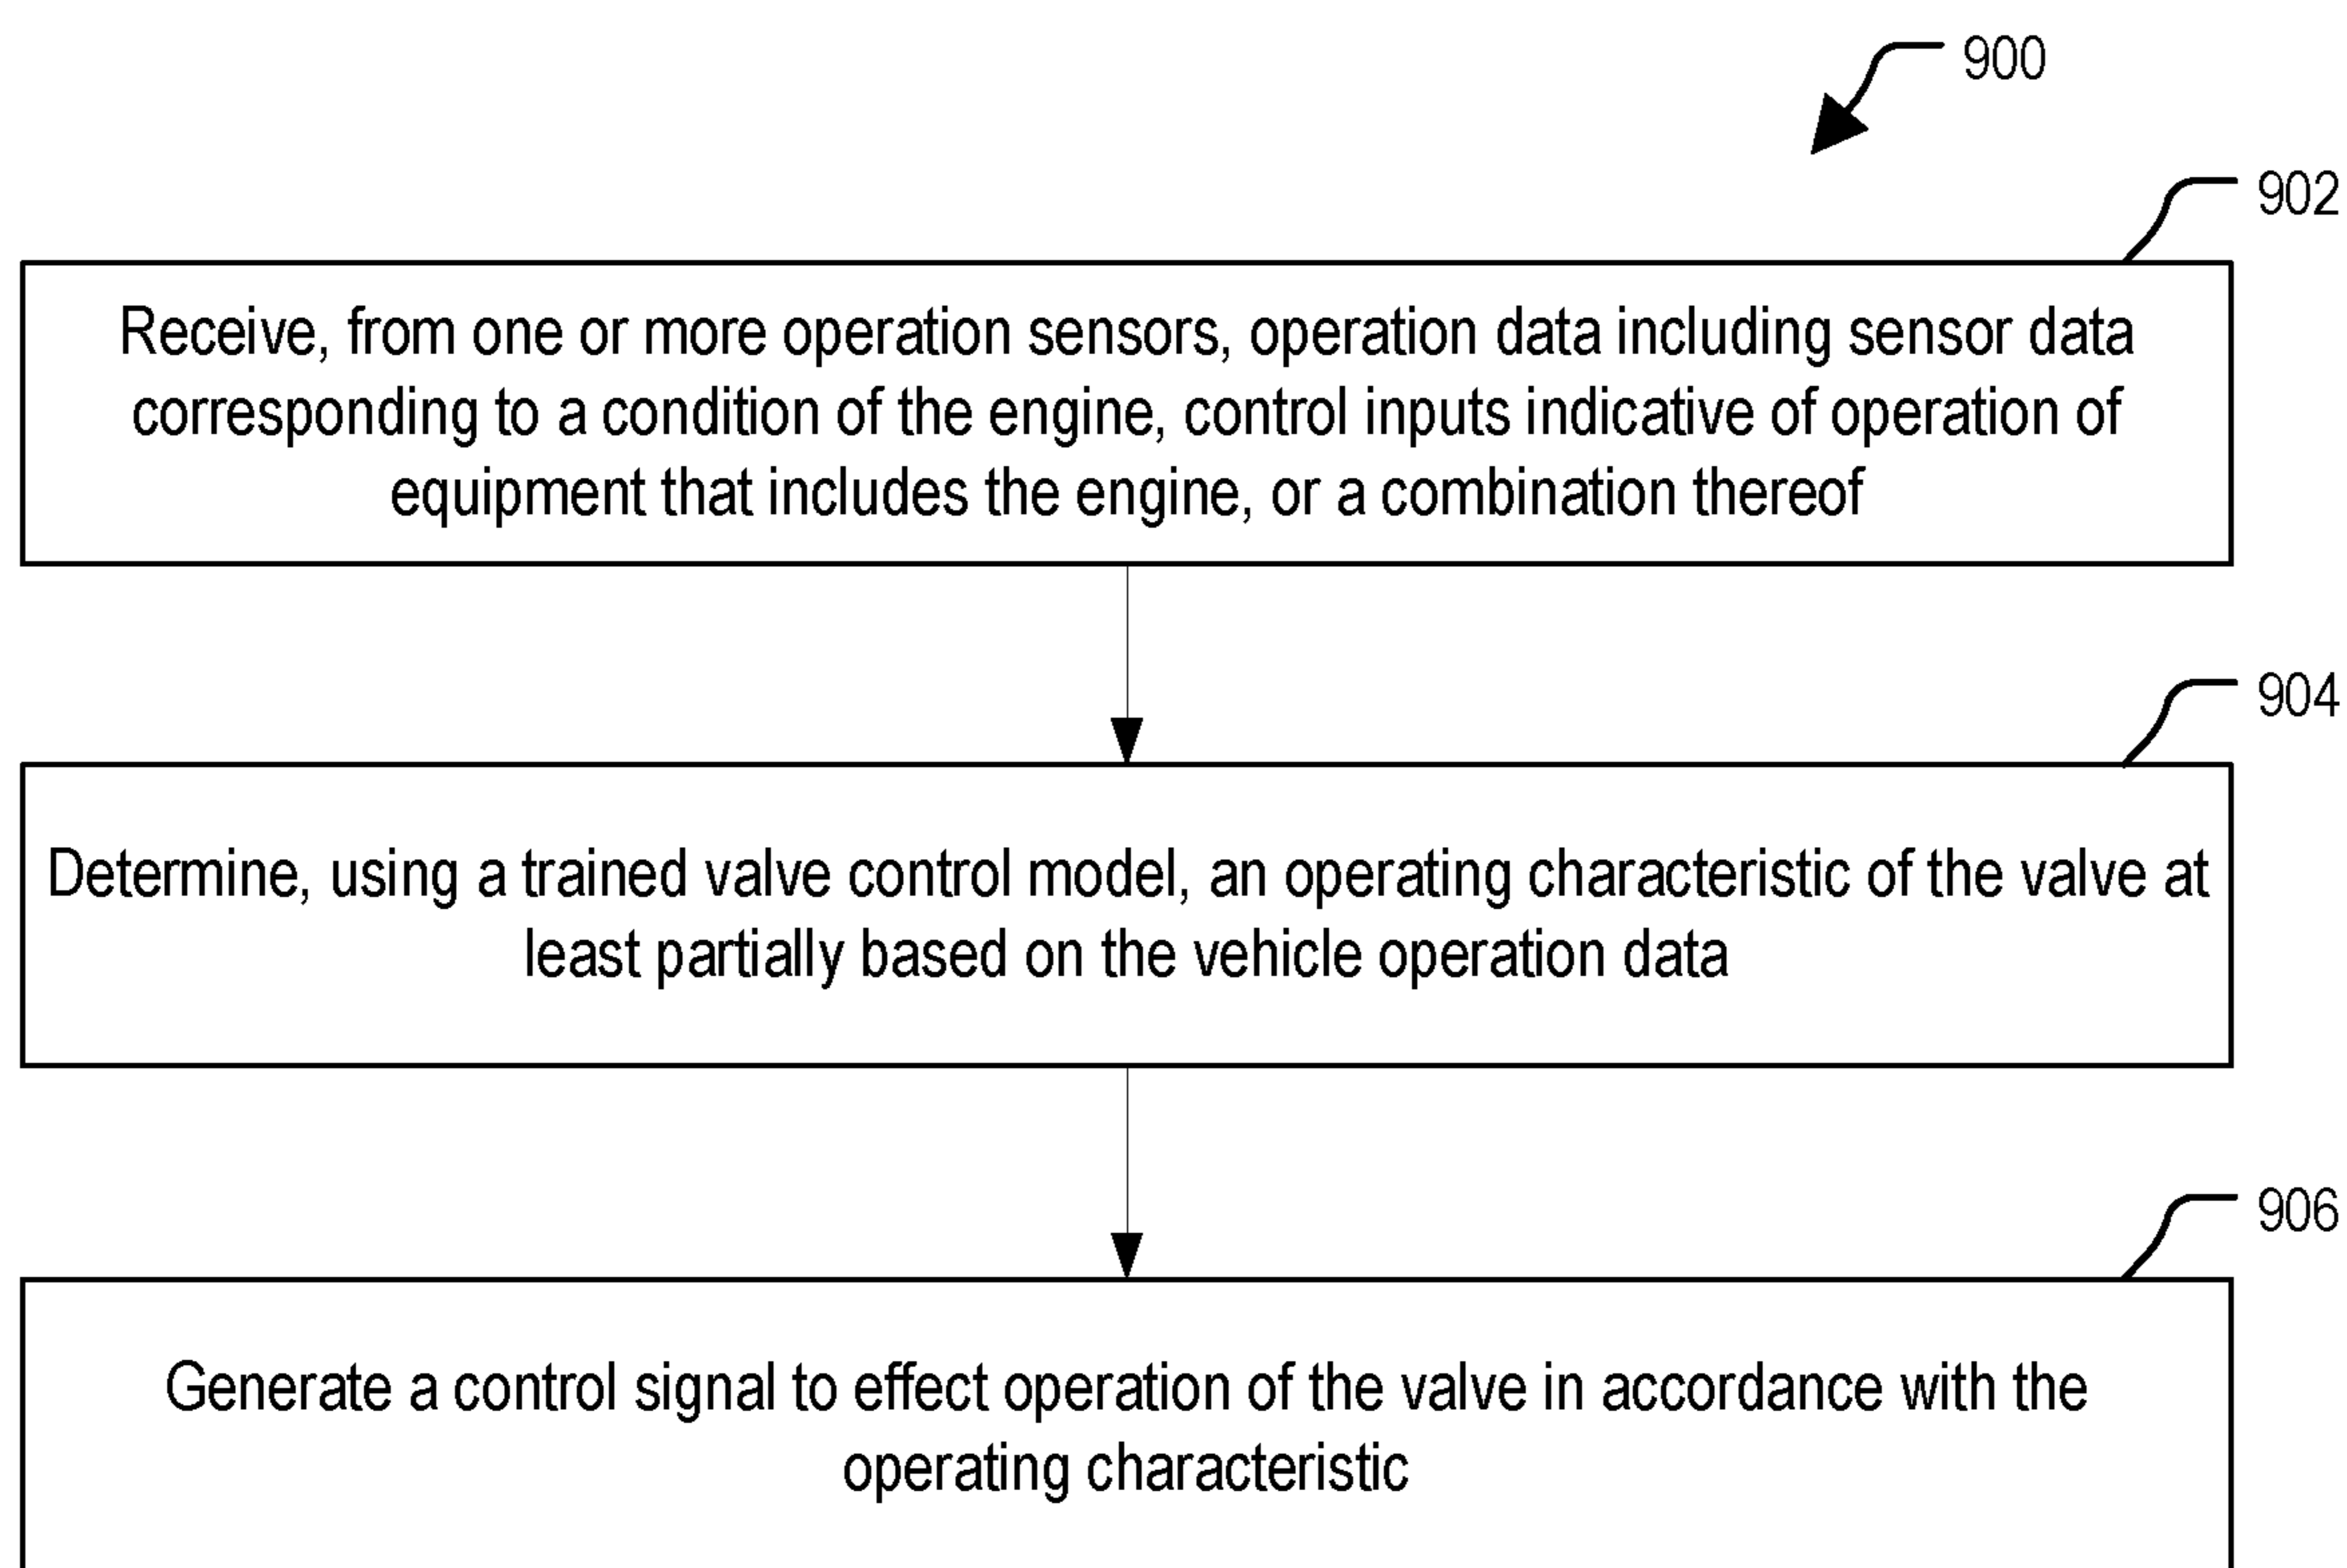 900
902
Receive, from one or more operation sensors, operation data including sensor data
corresponding to a condition of the engine, control inputs indicative of operation of
equipment that includes the engine, or a combination thereof
904
Determine, using a trained valve control model, an operating characteristic of the valve at
least partially based on the vehicle operation data
906
Generate a control signal to effect operation of the valve in accordance with the
operating characteristic